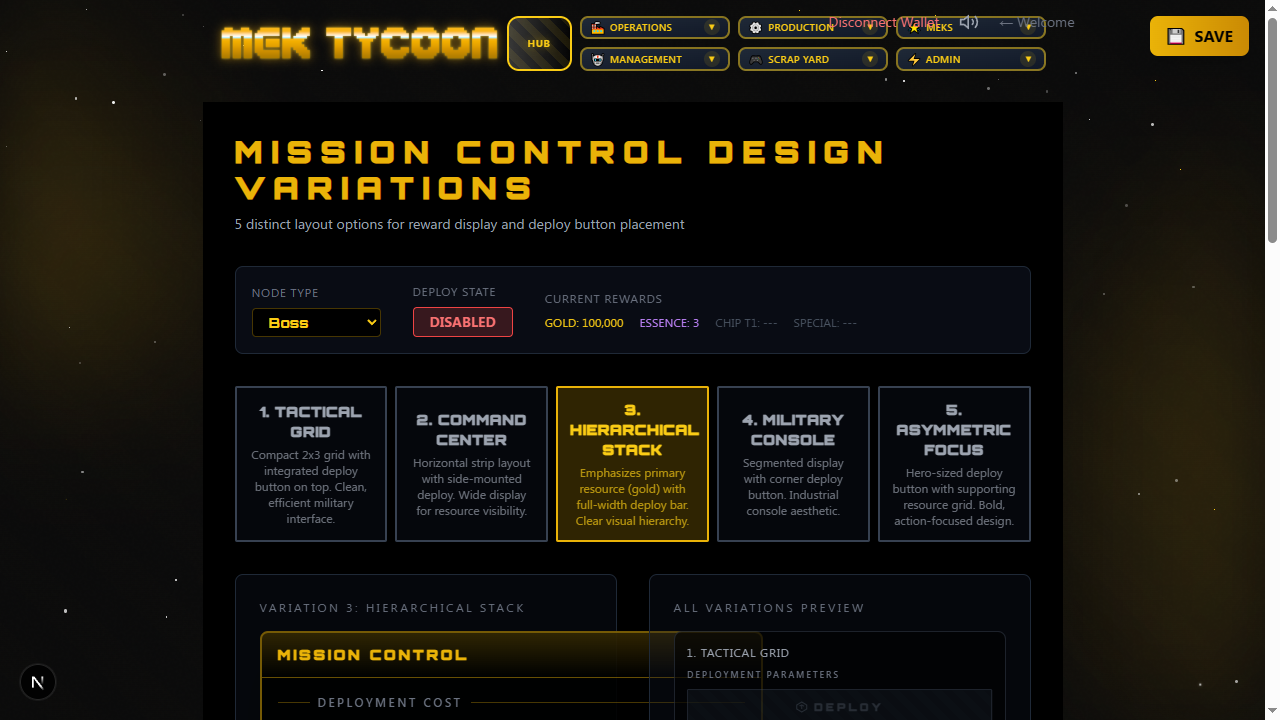 MEK TYCOON
HUB
OPERATIONS
PRODUCTION
MEKS
Disconnect Wallet
← Welcome
MANAGEMENT
SCRAP YARD
ADMIN
SAVE
MISSION CONTROL DESIGN
VARIATIONS
5 distinct layout options for reward display and deploy button placement
NODE TYPE
Boss
DEPLOY STATE
DISABLED
CURRENT REWARDS
GOLD: 100,000 ESSENCE: 3 CHIP T1: --- SPECIAL: ---
1. TACTICAL
GRID
Compact 2x3 grid with
integrated deploy
button on top. Clean,
efficient military
interface.
2. COMMAND
CENTER
Horizontal strip layout
with side-mounted
deploy. Wide display
for resource visibility.
3.
HIERARCHICAL
STACK
Emphasizes primary
resource (gold) with
full-width deploy bar.
Clear visual hierarchy.
4. MILITARY
CONSOLE
Segmented display
with corner deploy
button. Industrial
console aesthetic.
5.
ASYMMETRIC
FOCUS
Hero-sized deploy
button with supporting
resource grid. Bold,
action-focused design.
VARIATION 3: HIERARCHICAL STACK
MISSION CONTROL
DEPLOYMENT COST
ALL VARIATIONS PREVIEW
1. TACTICAL GRID
DEPLOYMENT PARAMETERS
DEPLOY
N